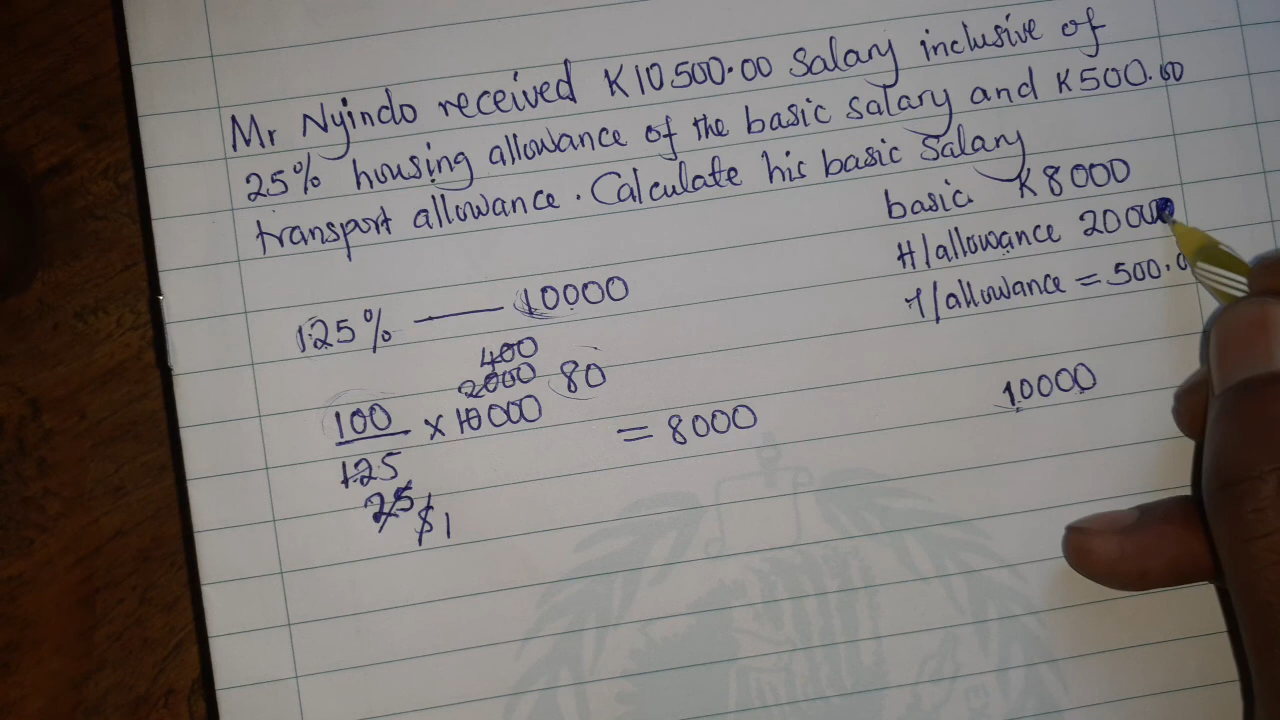 Mr Nyindo received K10500.00 salary inclusive of
25% housing allowance of the basic salary and K500.00
transport allowance. Calculate his basic salary
basic K8000
H/allowance 2000
T/allowance = 500.0
125% — 10000
400
2000 80
100 × 10000 = 8000
125
25 5 1
10000